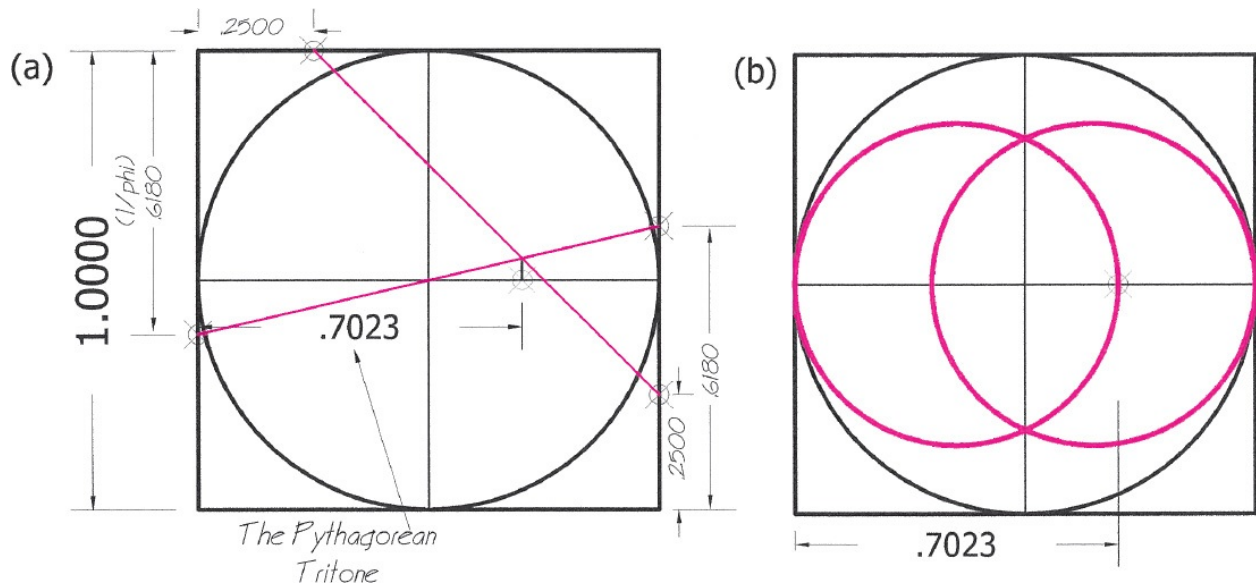 (a)
.2500
1.0000
(1/phi)
.6180
.7023
.6180
.2500
The Pythagorean
Tritone
(b)
.7023